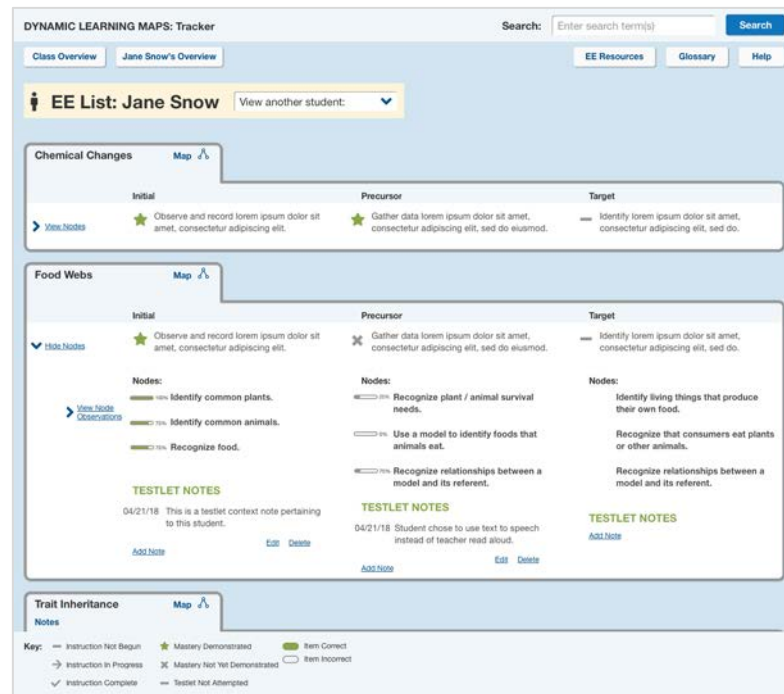 DYNAMIC LEARNING MAPS: Tracker
Search:
Enter search term(s)
Search
Class Overview
Jane Snow's Overview
EE Resources
Glossary
Help
EE List: Jane Snow
View another student:
Chemical Changes
Map
Initial
Precursor
Target
View Nodes
Observe and record lorem ipsum dolor sit
amet, consectetur adipiscing elit.
Gather data lorem ipsum dolor sit amet,
consectetur adipiscing elit, sed do eiusmod.
Identify lorem ipsum dolor sit amet,
consectetur adipiscing elit, sed do.
Food Webs
Map
Initial
Precursor
Target
Hide Nodes
Observe and record lorem ipsum dolor sit
amet, consectetur adipiscing elit.
Gather data lorem ipsum dolor sit amet,
consectetur adipiscing elit, sed do eiusmod.
Identify lorem ipsum dolor sit amet,
consectetur adipiscing elit, sed do.
View Node
Observations
Nodes:
100% Identify common plants.
75% Identify common animals.
75% Recognize food.
TESTLET NOTES
04/21/18 This is a testlet context note pertaining
to this student.
Edit Delete
Add Note
Nodes:
25% Recognize plant / animal survival
needs.
0% Use a model to identify foods that
animals eat.
Recognize relationships between a
model and its referent.
TESTLET NOTES
04/21/18 Student chose to use text to speech
instead of teacher read aloud.
Edit Delete
Add Note
Nodes:
Identify living things that produce
their own food.
Recognize that consumers eat plants
or other animals.
Recognize relationships between a
model and its referent.
TESTLET NOTES
Add Note
Trait Inheritance
Map
Notes
Key:
Instruction Not Begun
Mastery Demonstrated
Item Correct
Instruction In Progress
Mastery Not Yet Demonstrated
Item Incorrect
Instruction Complete
Testlet Not Attempted